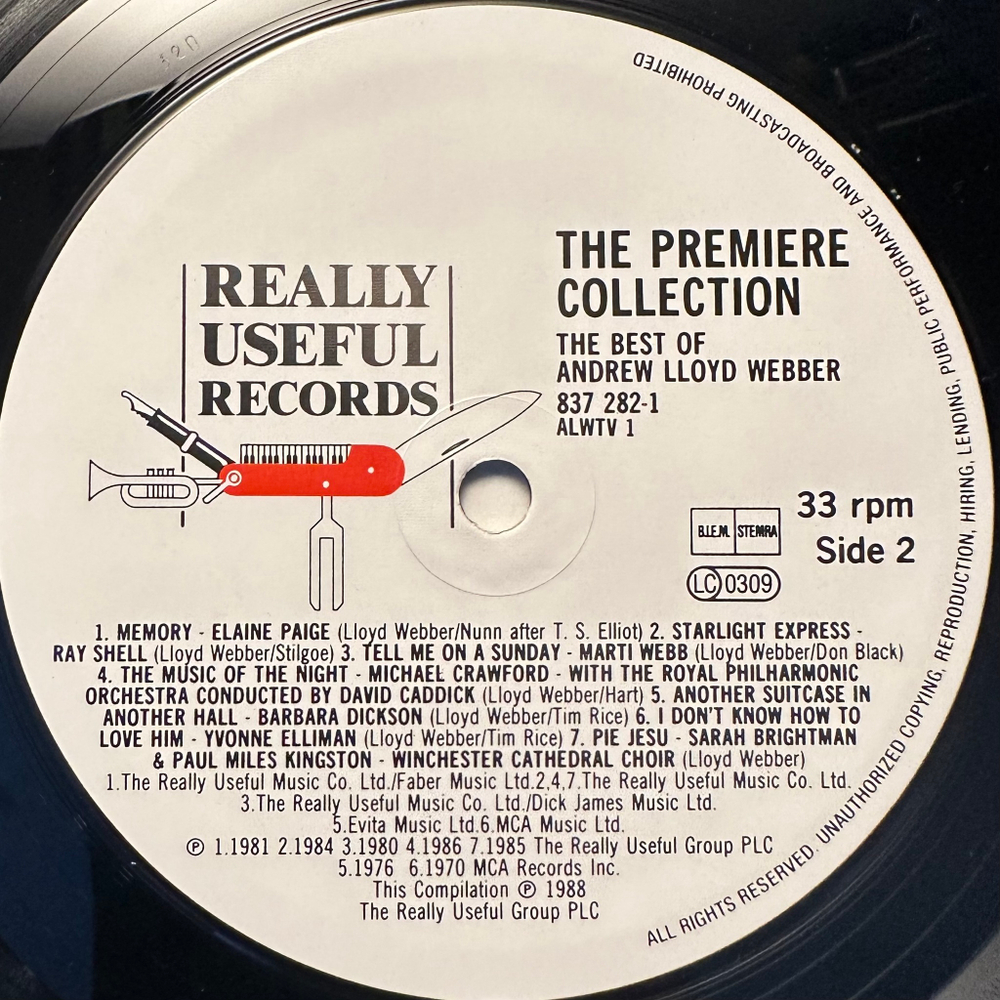 REALLY
USEFUL
RECORDS
THE PREMIERE
COLLECTION
THE BEST OF
ANDREW LLOYD WEBBER
837 282-1
ALWTV 1
B.I.E.M. STEMRA
LC 0309
33 rpm
Side 2
1. MEMORY - ELAINE PAIGE (Lloyd Webber/Nunn after T. S. Elliot) 2. STARLIGHT EXPRESS -
RAY SHELL (Lloyd Webber/Stilgoe) 3. TELL ME ON A SUNDAY - MARTI WEBB (Lloyd Webber/Don Black)
4. THE MUSIC OF THE NIGHT - MICHAEL CRAWFORD - WITH THE ROYAL PHILHARMONIC
ORCHESTRA CONDUCTED BY DAVID CADDICK (Lloyd Webber/Hart) 5. ANOTHER SUITCASE IN
ANOTHER HALL - BARBARA DICKSON (Lloyd Webber/Tim Rice) 6. I DON'T KNOW HOW TO
LOVE HIM - YVONNE ELLIMAN (Lloyd Webber/Tim Rice) 7. PIE JESU - SARAH BRIGHTMAN
& PAUL MILES KINGSTON - WINCHESTER CATHEDRAL CHOIR (Lloyd Webber)
1.The Really Useful Music Co. Ltd./Faber Music Ltd.2,4,7.The Really Useful Music Co. Ltd.
3.The Really Useful Music Co. Ltd./Dick James Music Ltd.
5.Evita Music Ltd.6.MCA Music Ltd.
℗ 1.1981 2.1984 3.1980 4.1986 7.1985 The Really Useful Group PLC
5.1976 6.1970 MCA Records Inc.
This Compilation ℗ 1988
The Really Useful Group PLC
ALL RIGHTS RESERVED. UNAUTHORIZED COPYING, REPRODUCTION, HIRING, LENDING, PUBLIC PERFORMANCE AND BROADCASTING PROHIBITED